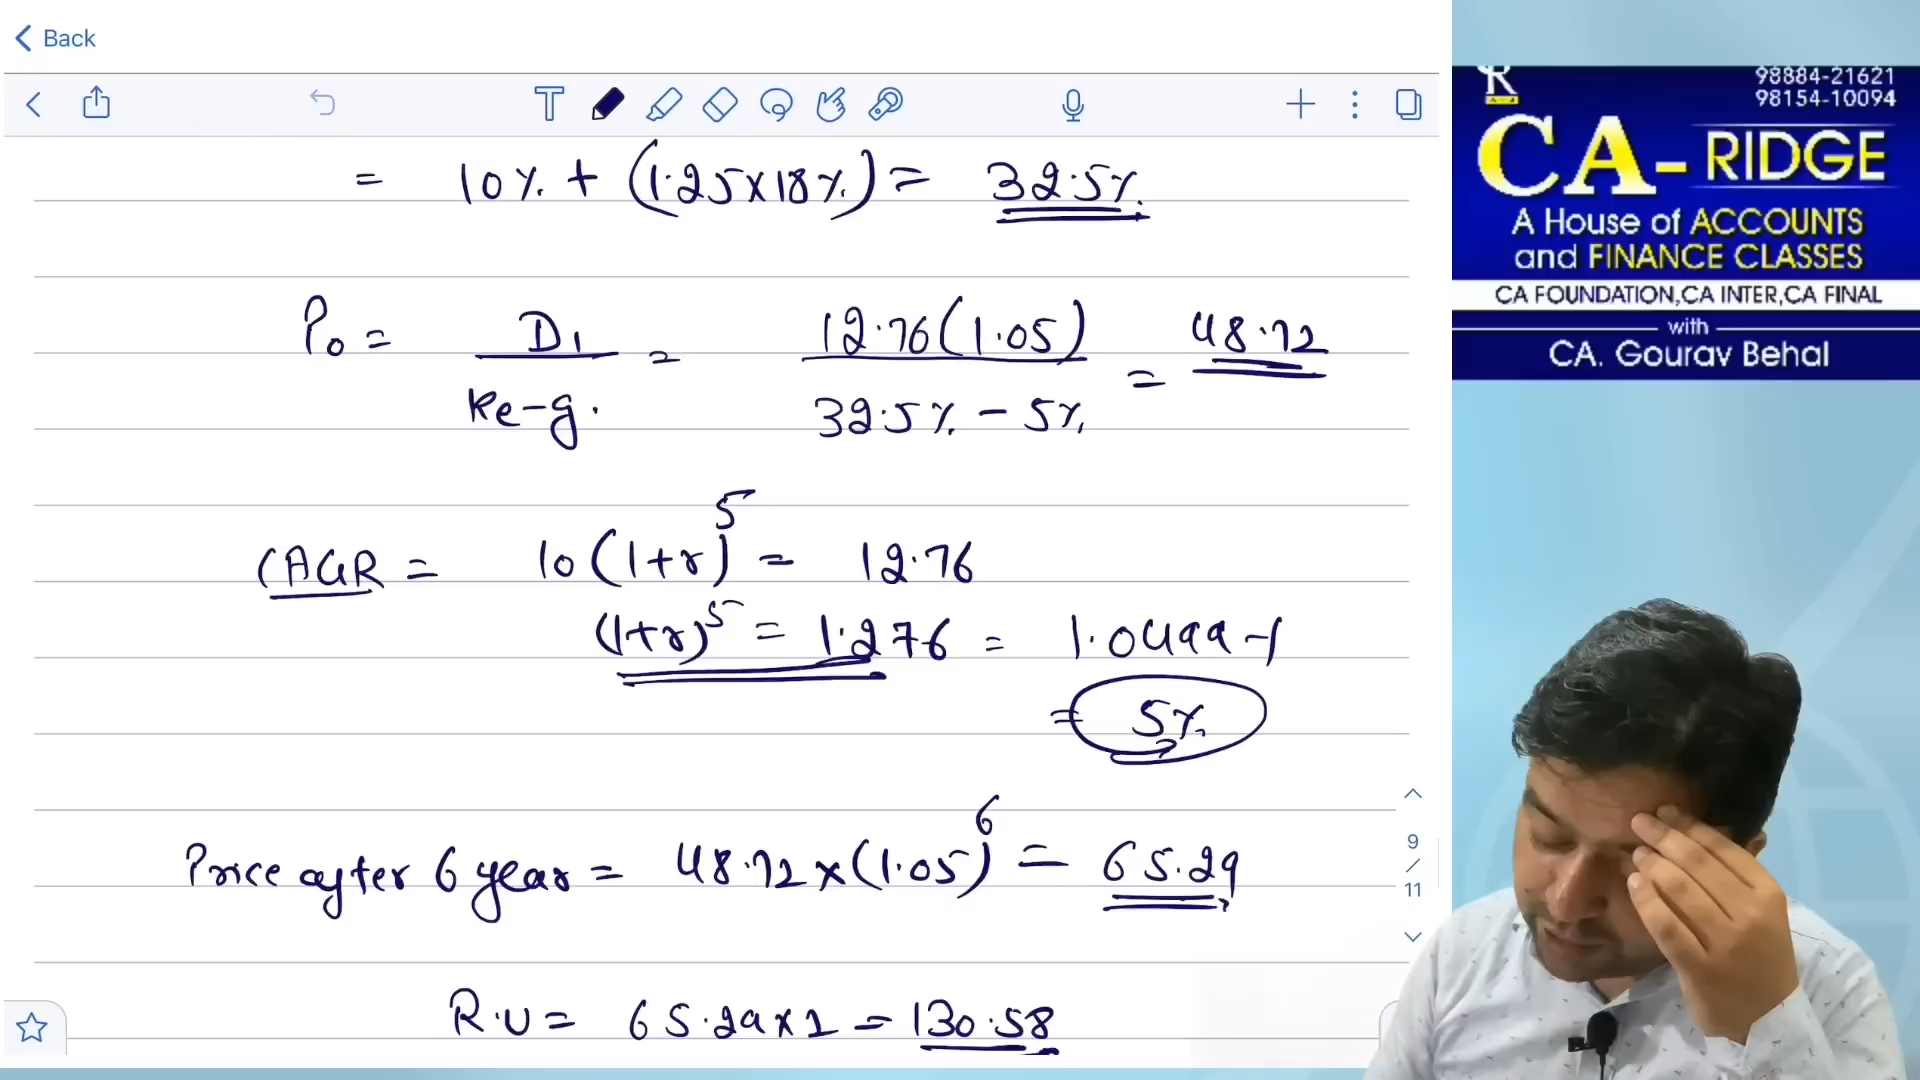 Back
= 10%. + (1.25x18%.) = 32.5%.
P0 = D1 / Ke-g. = 12.76(1.05) / 32.5%. - 5%. = 48.72
CAGR = 10(1+r)^5 = 12.76
(1+r)^5 = 1.276 = 1.0499-1
= 5%.
Price after 6 year = 48.72x(1.05)^6 = 65.29
R.V = 65.29x2 = 130.58
9
/
11
98884-21621
98154-10094
CA-RIDGE
A House of ACCOUNTS
and FINANCE CLASSES
CA FOUNDATION,CA INTER,CA FINAL
with
CA. Gourav Behal